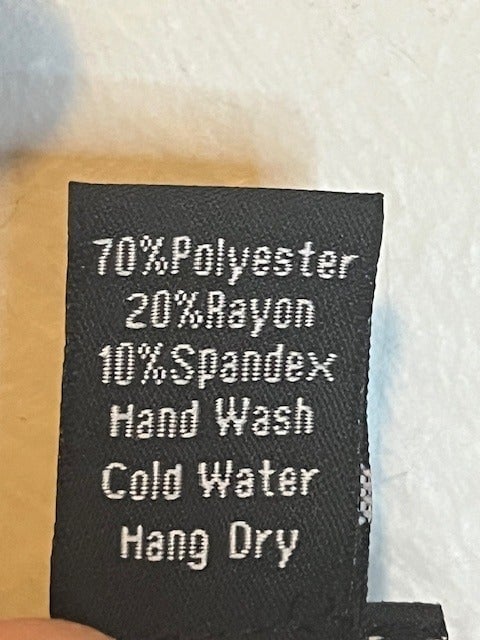 70%Polyester
20%Rayon
10%Spandex
Hand Wash
Cold Water
Hang Dry